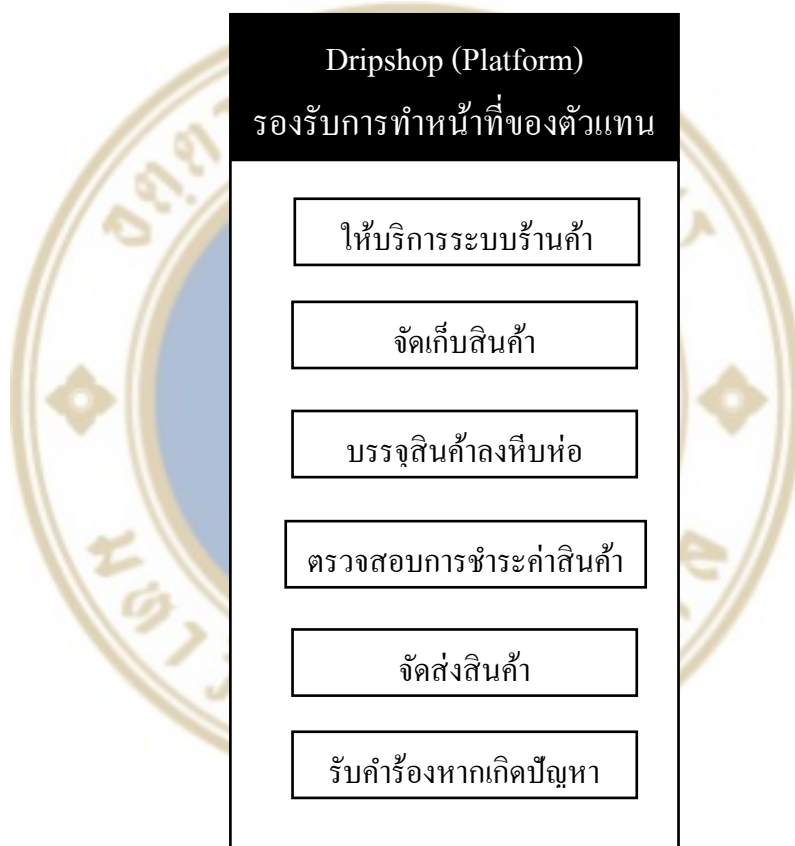 Dripshop (Platform)
รองรับการทำหน้าที่ของตัวแทน
ให้บริการระบบร้านค้า
จัดเก็บสินค้า
บรรจุสินค้าลงหีบห่อ
ตรวจสอบการชำระค่าสินค้า
จัดส่งสินค้า
รับคำร้องหากเกิดปัญหา